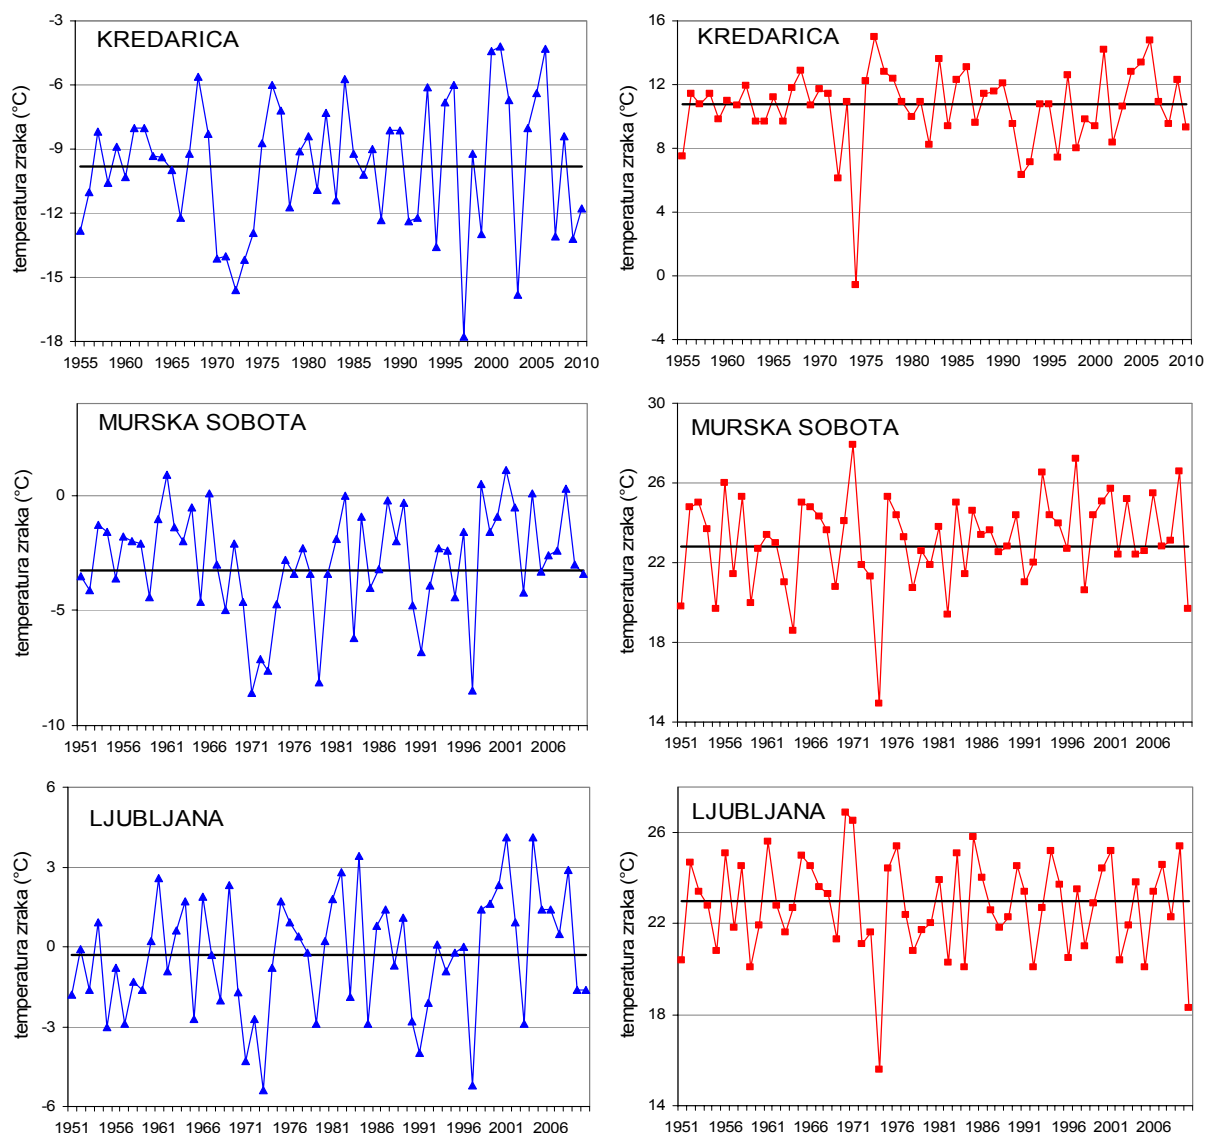 KREDARICA
temperatura zraka (°C)
-3
-6
-9
-12
-15
-18
1955 1960 1965 1970 1975 1980 1985 1990 1995 2000 2005 2010
KREDARICA
temperatura zraka (°C)
16
12
8
4
0
-4
1955 1960 1965 1970 1975 1980 1985 1990 1995 2000 2005 2010
MURSKA SOBOTA
temperatura zraka (°C)
0
-5
-10
1951 1956 1961 1966 1971 1976 1981 1986 1991 1996 2001 2006
MURSKA SOBOTA
temperatura zraka (°C)
30
26
22
18
14
1951 1956 1961 1966 1971 1976 1981 1986 1991 1996 2001 2006
LJUBLJANA
temperatura zraka (°C)
6
3
0
-3
-6
1951 1956 1961 1966 1971 1976 1981 1986 1991 1996 2001 2006
LJUBLJANA
temperatura zraka (°C)
26
22
18
14
1951 1956 1961 1966 1971 1976 1981 1986 1991 1996 2001 2006